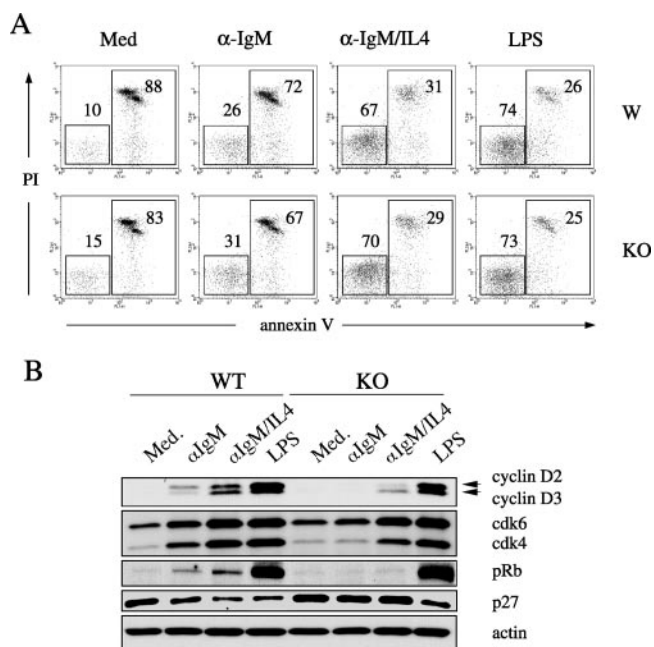 A
Med α-IgM α-IgM/IL4 LPS
88 72 31 26
10 26 67 74
W
PI
83 67 29 25
15 31 70 73
KO
annexin V
B
WT KO
Med. αIgM αIgM/IL4 LPS Med. αIgM αIgM/IL4 LPS
cyclin D2
cyclin D3
cdk6
cdk4
pRb
p27
actin